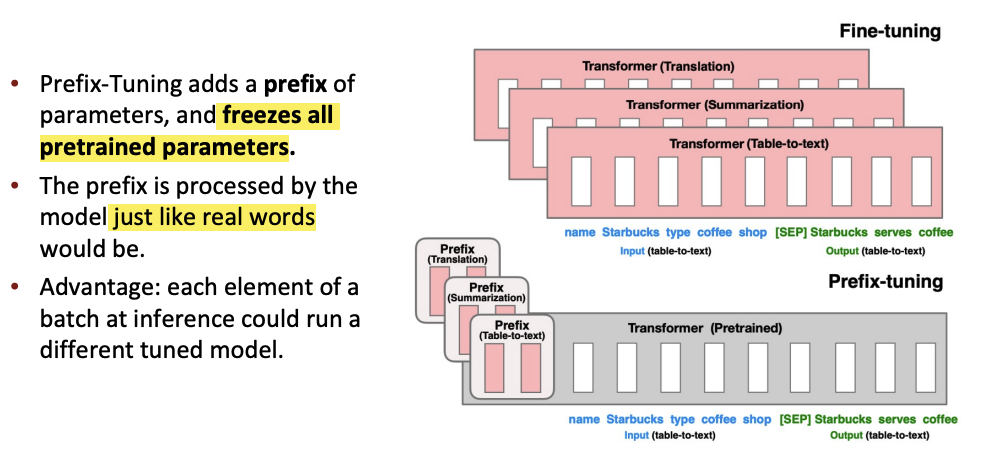 • Prefix-Tuning adds a prefix of
parameters, and freezes all
pretrained parameters.
• The prefix is processed by the
model just like real words
would be.
• Advantage: each element of a
batch at inference could run a
different tuned model.
Fine-tuning
Transformer (Translation)
Transformer (Summarization)
Transformer (Table-to-text)
name Starbucks type coffee shop [SEP] Starbucks serves coffee
Input (table-to-text) Output (table-to-text)
Prefix-tuning
Prefix
(Translation)
Prefix
(Summarization)
Prefix
(Table-to-text)
Transformer (Pretrained)
name Starbucks type coffee shop [SEP] Starbucks serves coffee
Input (table-to-text) Output (table-to-text)